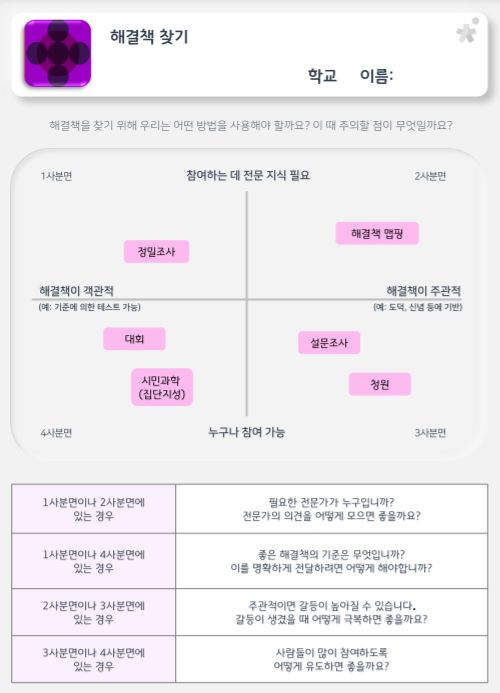 해결책 찾기
학교 이름:
해결책을 찾기 위해 우리는 어떤 방법을 사용해야 할까요? 이 때 주의할 점이 무엇일까요?
1사분면
참여하는 데 전문 지식 필요
2사분면
해결책 맵핑
정밀조사
해결책이 객관적
해결책이 주관적
(예: 기준에 의한 테스트 가능)
(예: 도덕, 신념 등에 기반)
대회
설문조사
시민과학
(집단지성)
청원
4사분면
누구나 참여 가능
3사분면
1사분면이나 2사분면에
있는 경우
필요한 전문가가 누구입니까?
전문가의 의견을 어떻게 모으면 좋을까요?
1사분면이나 4사분면에
있는 경우
좋은 해결책의 기준은 무엇입니까?
이를 명확하게 전달하려면 어떻게 해야합니까?
2사분면이나 3사분면에
있는 경우
주관적이면 갈등이 높아질 수 있습니다.
갈등이 생겼을 때 어떻게 극복하면 좋을까요?
3사분면이나 4사분면에
있는 경우
사람들이 많이 참여하도록
어떻게 유도하면 좋을까요?